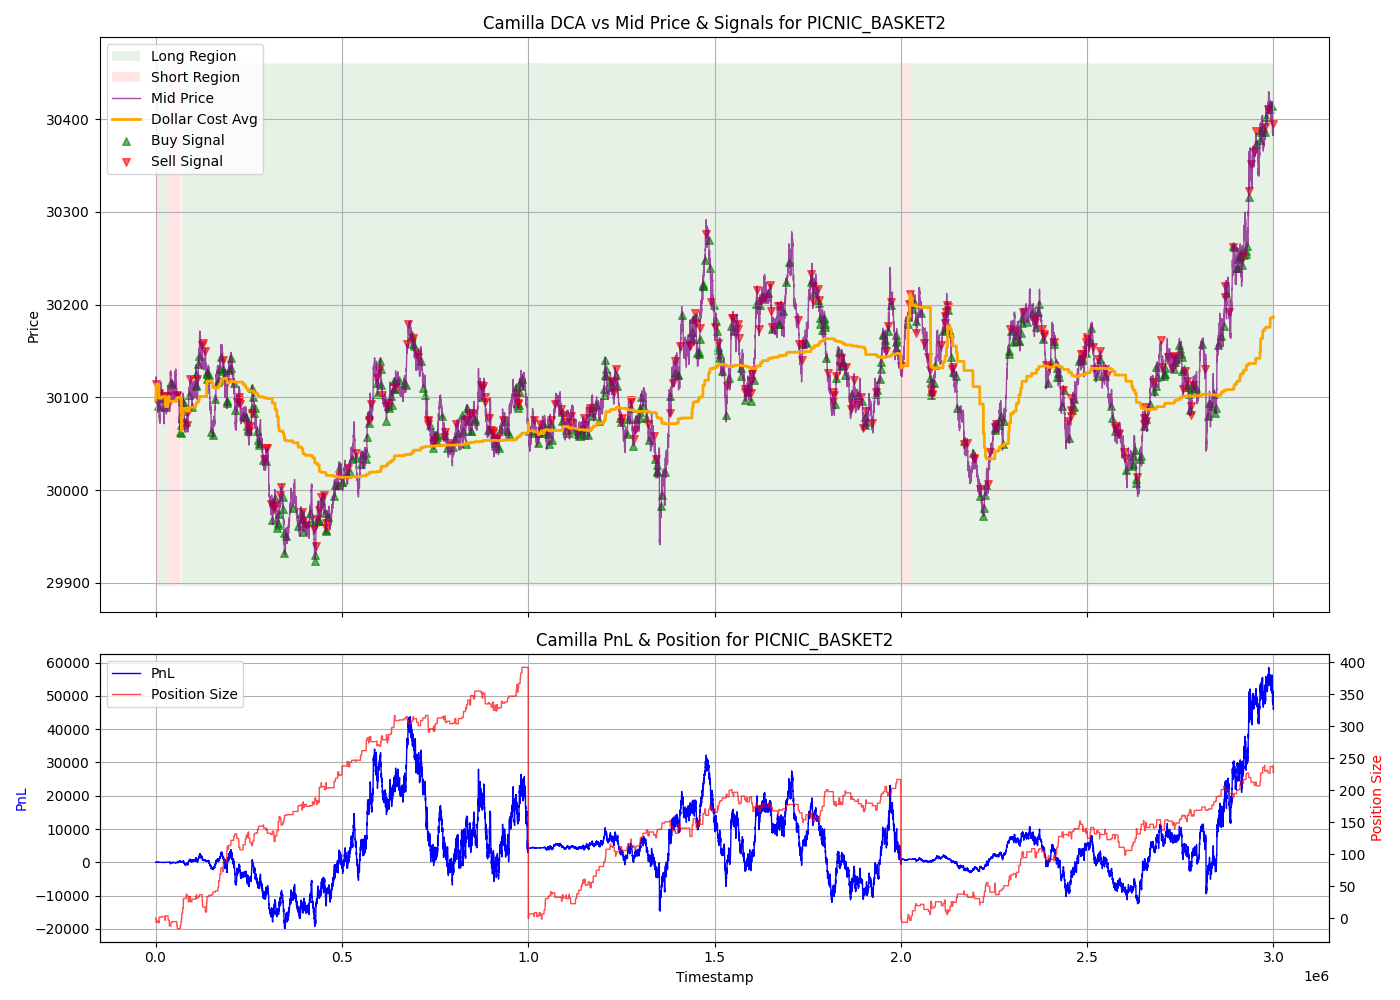 Camilla DCA vs Mid Price & Signals for PICNIC_BASKET2
Long Region
Short Region
Mid Price
Dollar Cost Avg
Buy Signal
Sell Signal
Price
30400
30300
30200
30100
30000
29900
Camilla PnL & Position for PICNIC_BASKET2
PnL
Position Size
PnL
60000
50000
40000
30000
20000
10000
0
−10000
−20000
400
350
300
250
200
150
100
50
0
Position Size
0.0 0.5 1.0 1.5 2.0 2.5 3.0
1e6
Timestamp